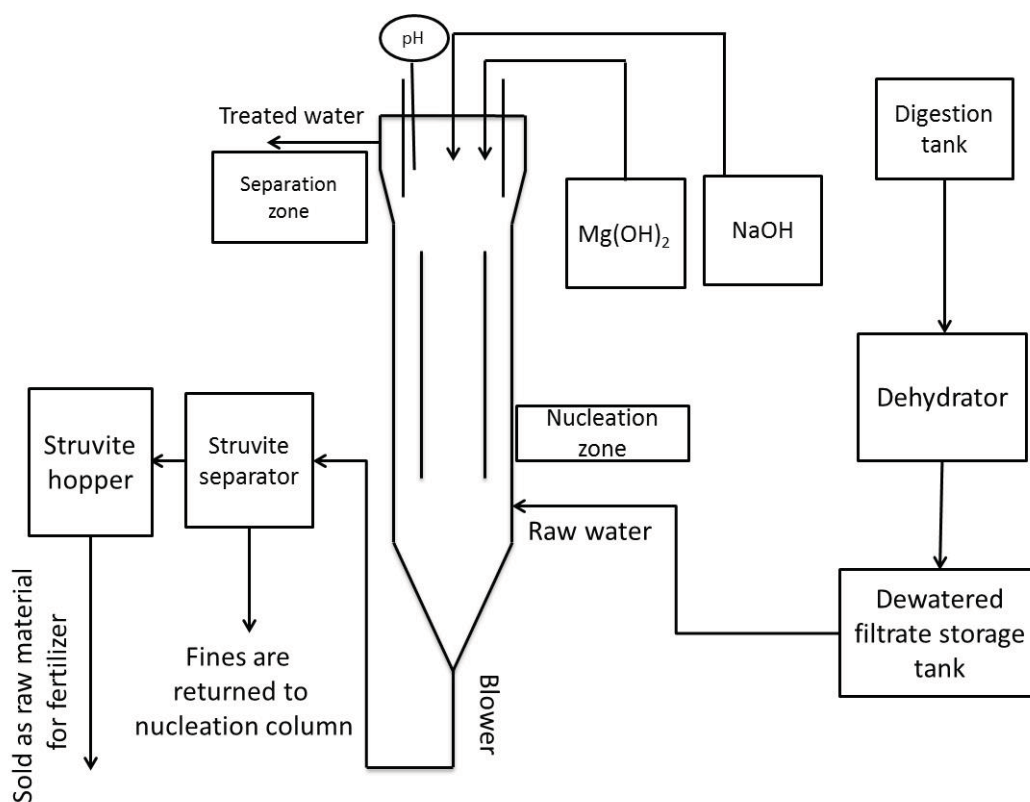 pH
Treated water
Separation
zone
Mg(OH)₂
NaOH
Digestion
tank
Dehydrator
Nucleation
zone
Struvite
hopper
Struvite
separator
Raw water
Dewatered
filtrate storage
tank
Fines are
returned to
nucleation column
Blower
Sold as raw material
for fertilizer